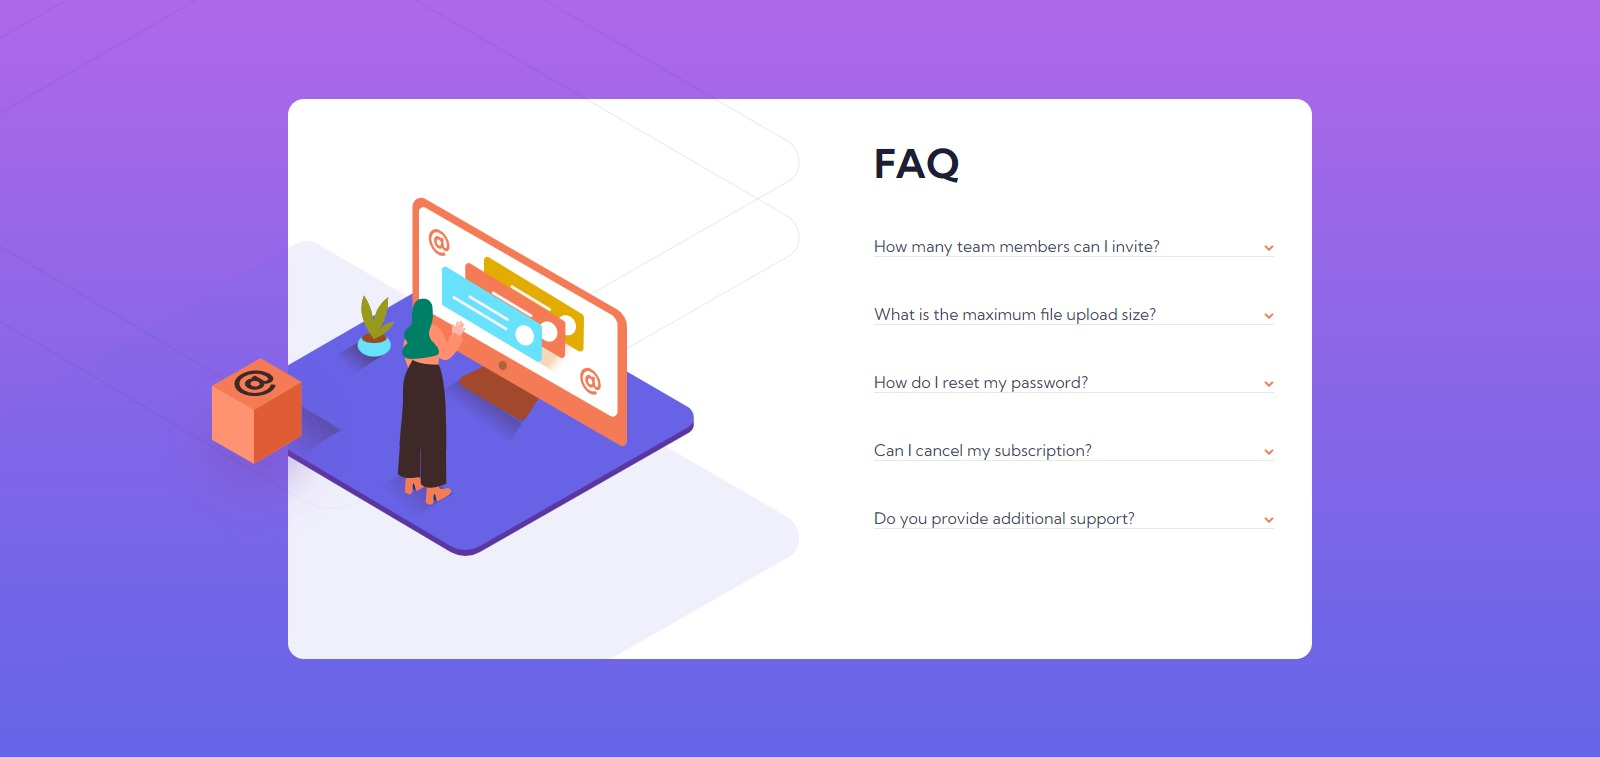 FAQ
How many team members can I invite?
What is the maximum file upload size?
How do I reset my password?
Can I cancel my subscription?
Do you provide additional support?
@
@
@